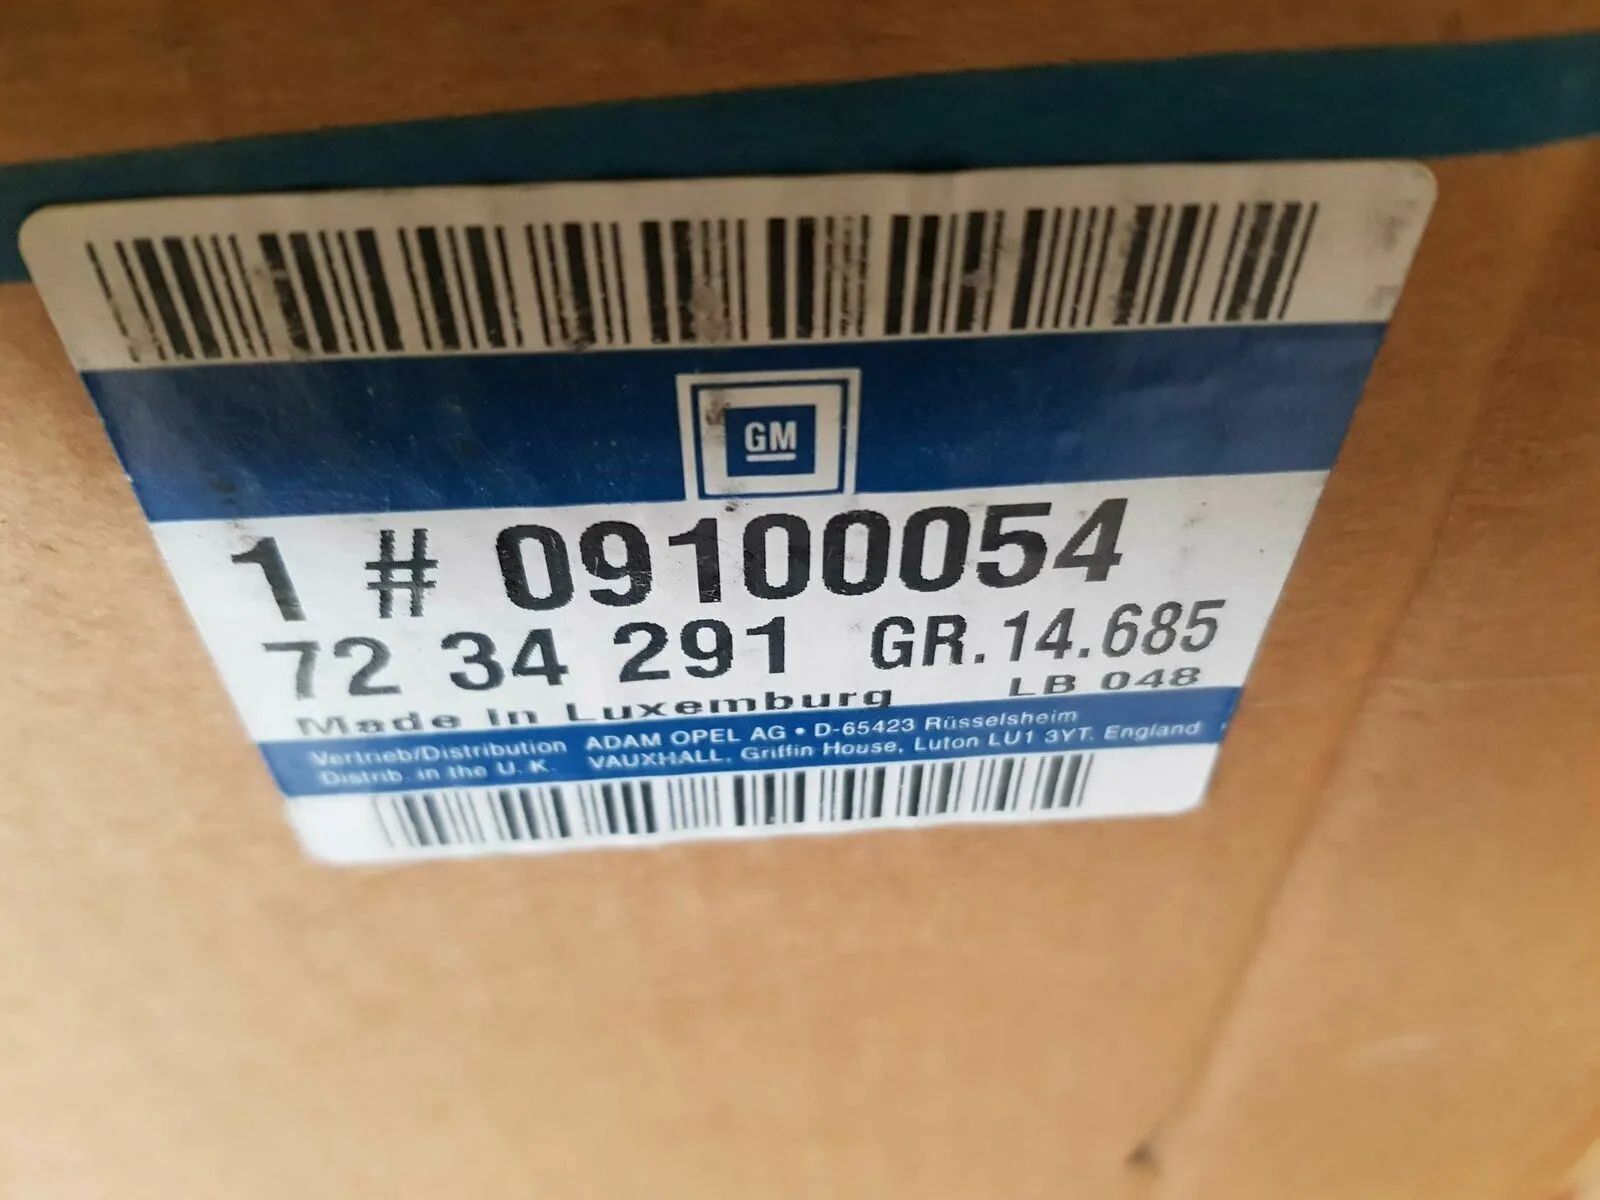 GM
1 # 09100054
72 34 291 GR.14.685
Made in Luxemburg LB 048
Vertrieb/Distribution ADAM OPEL AG • D-65423 Rüsselsheim
Distrib. in the U. K. VAUXHALL, Griffin House, Luton LU1 3YT. England